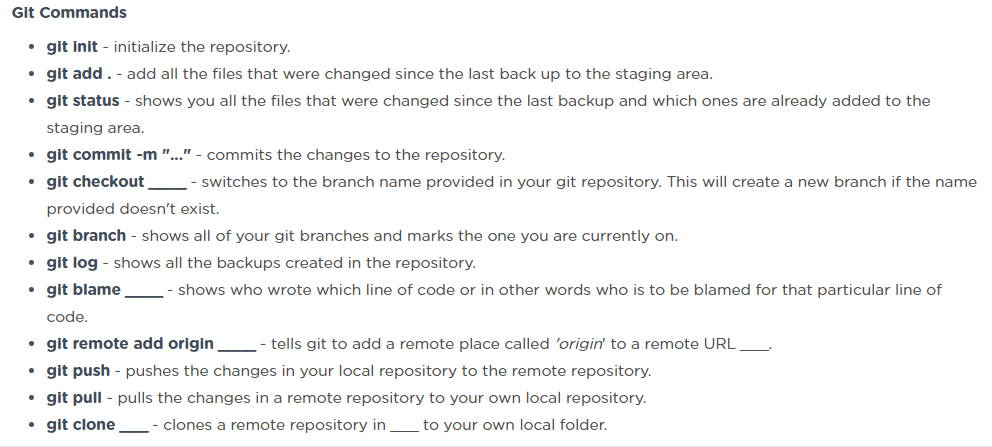 Git Commands
• git init - initialize the repository.
• git add . - add all the files that were changed since the last back up to the staging area.
• git status - shows you all the files that were changed since the last backup and which ones are already added to the
staging area.
• git commit -m "..." - commits the changes to the repository.
• git checkout _____ - switches to the branch name provided in your git repository. This will create a new branch if the name
provided doesn't exist.
• git branch - shows all of your git branches and marks the one you are currently on.
• git log - shows all the backups created in the repository.
• git blame _____ - shows who wrote which line of code or in other words who is to be blamed for that particular line of
code.
• git remote add origin _____ - tells git to add a remote place called 'origin' to a remote URL ____.
• git push - pushes the changes in your local repository to the remote repository.
• git pull - pulls the changes in a remote repository to your own local repository.
• git clone ____ - clones a remote repository in ____ to your own local folder.